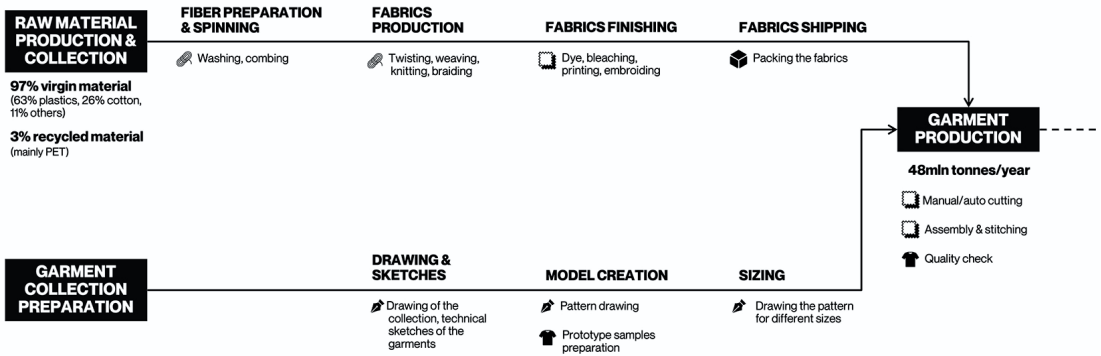 RAW MATERIAL
PRODUCTION &
COLLECTION
97% virgin material
(63% plastics, 26% cotton,
11% others)
3% recycled material
(mainly PET)
FIBER PREPARATION
& SPINNING
Washing, combing
FABRICS
PRODUCTION
Twisting, weaving,
knitting, braiding
FABRICS FINISHING
Dye, bleaching,
printing, embroiding
FABRICS SHIPPING
Packing the fabrics
GARMENT
PRODUCTION
48mln tonnes/year
Manual/auto cutting
Assembly & stitching
Quality check
GARMENT
COLLECTION
PREPARATION
DRAWING &
SKETCHES
Drawing of the
collection, technical
sketches of the
garments
MODEL CREATION
Pattern drawing
Prototype samples
preparation
SIZING
Drawing the pattern
for different sizes